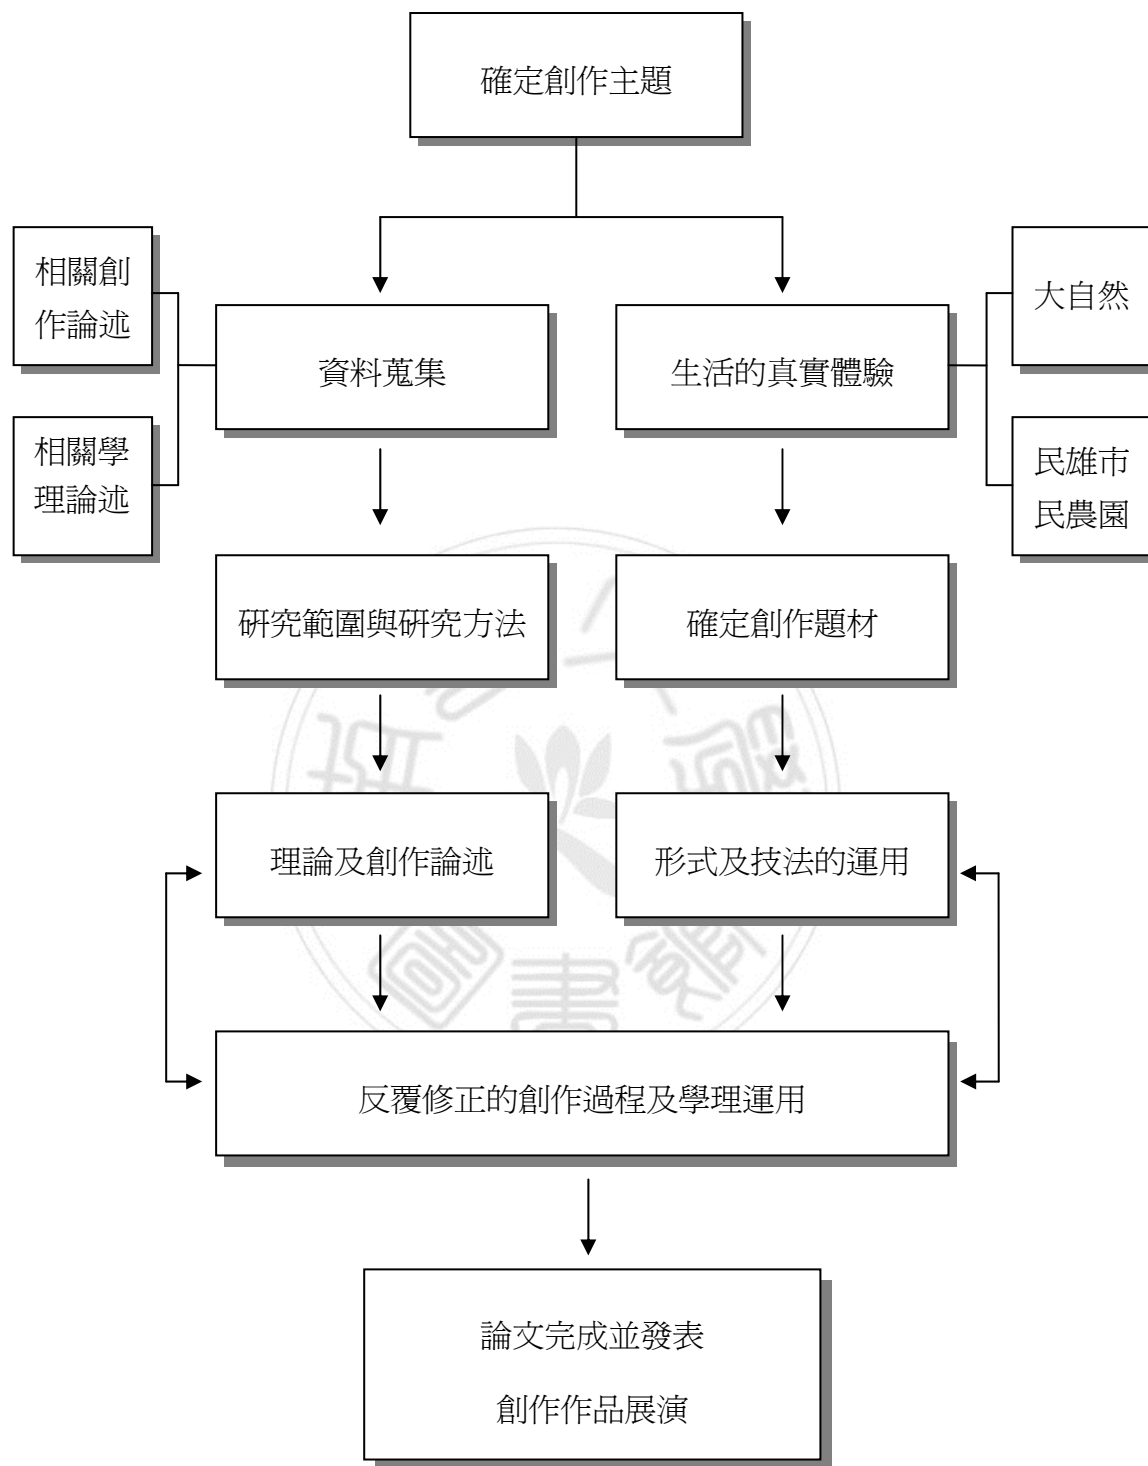 確定創作主題
相關創
作論述
大自然
資料蒐集
生活的真實體驗
相關學
理論述
民雄市
民農園
研究範圍與研究方法
確定創作題材
理論及創作論述
形式及技法的運用
反覆修正的創作過程及學理運用
論文完成並發表
創作作品展演